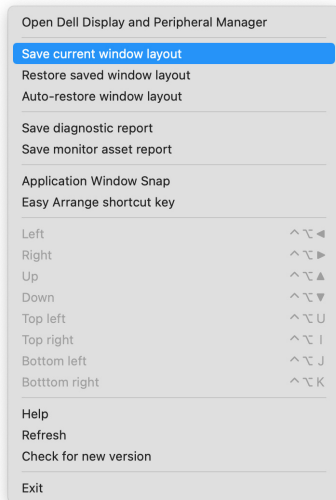 Open Dell Display and Peripheral Manager
Save current window layout
Restore saved window layout
Auto-restore window layout
Save diagnostic report
Save monitor asset report
Application Window Snap
Easy Arrange shortcut key
Left ^⌥◀
Right ^⌥▶
Up ^⌥▲
Down ^⌥▼
Top left ^⌥U
Top right ^⌥I
Bottom left ^⌥J
Botttom right ^⌥K
Help
Refresh
Check for new version
Exit